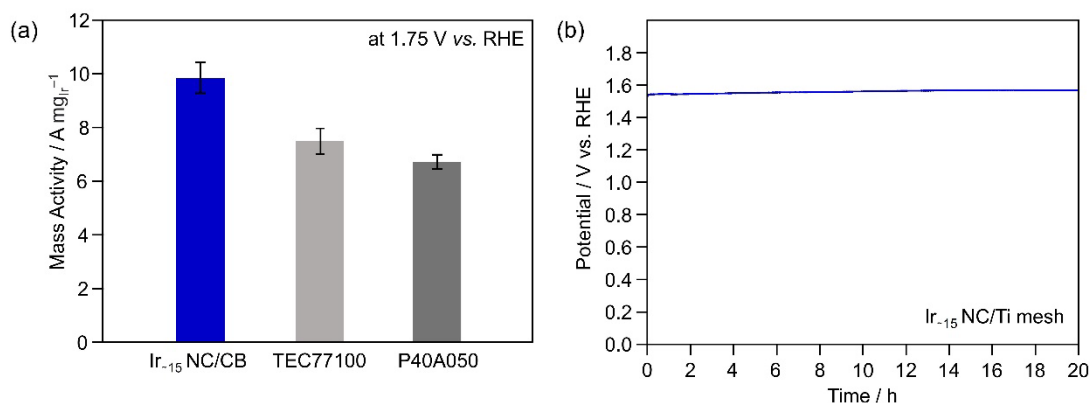 (a)
12
10
8
6
4
2
0
Mass Activity / A mgIr⁻¹
at 1.75 V vs. RHE
Ir₋₁₅ NC/CB TEC77100 P40A050
(b)
1.8
1.6
1.4
1.2
1.0
0.8
0.6
0.4
0.2
0.0
Potential / V vs. RHE
Ir₋₁₅ NC/Ti mesh
0 2 4 6 8 10 12 14 16 18 20
Time / h